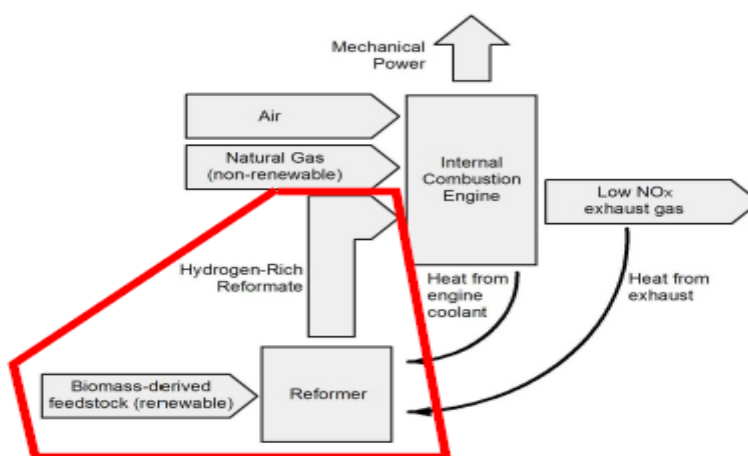 Mechanical
Power
Air
Natural Gas
(non-renewable)
Internal
Combustion
Engine
Low NOx
exhaust gas
Hydrogen-Rich
Reformate
Heat from
engine
coolant
Heat from
exhaust
Biomass-derived
feedstock (renewable)
Reformer